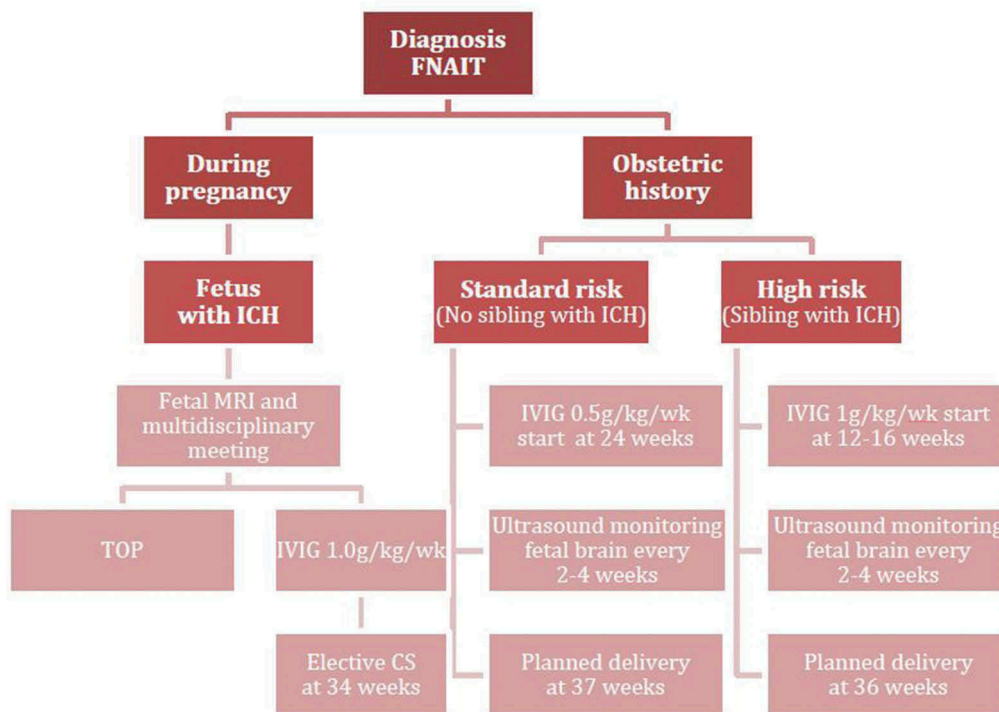 Diagnosis
FNAIT
During
pregnancy
Obstetric
history
Fetus
with ICH
Standard risk
(No sibling with ICH)
High risk
(Sibling with ICH)
Fetal MRI and
multidisciplinary
meeting
IVIG 0.5g/kg/wk
start at 24 weeks
IVIG 1g/kg/wk start
at 12-16 weeks
TOP
IVIG 1.0g/kg/wk
Ultrasound monitoring
fetal brain every
2-4 weeks
Ultrasound monitoring
fetal brain every
2-4 weeks
Elective CS
at 34 weeks
Planned delivery
at 37 weeks
Planned delivery
at 36 weeks